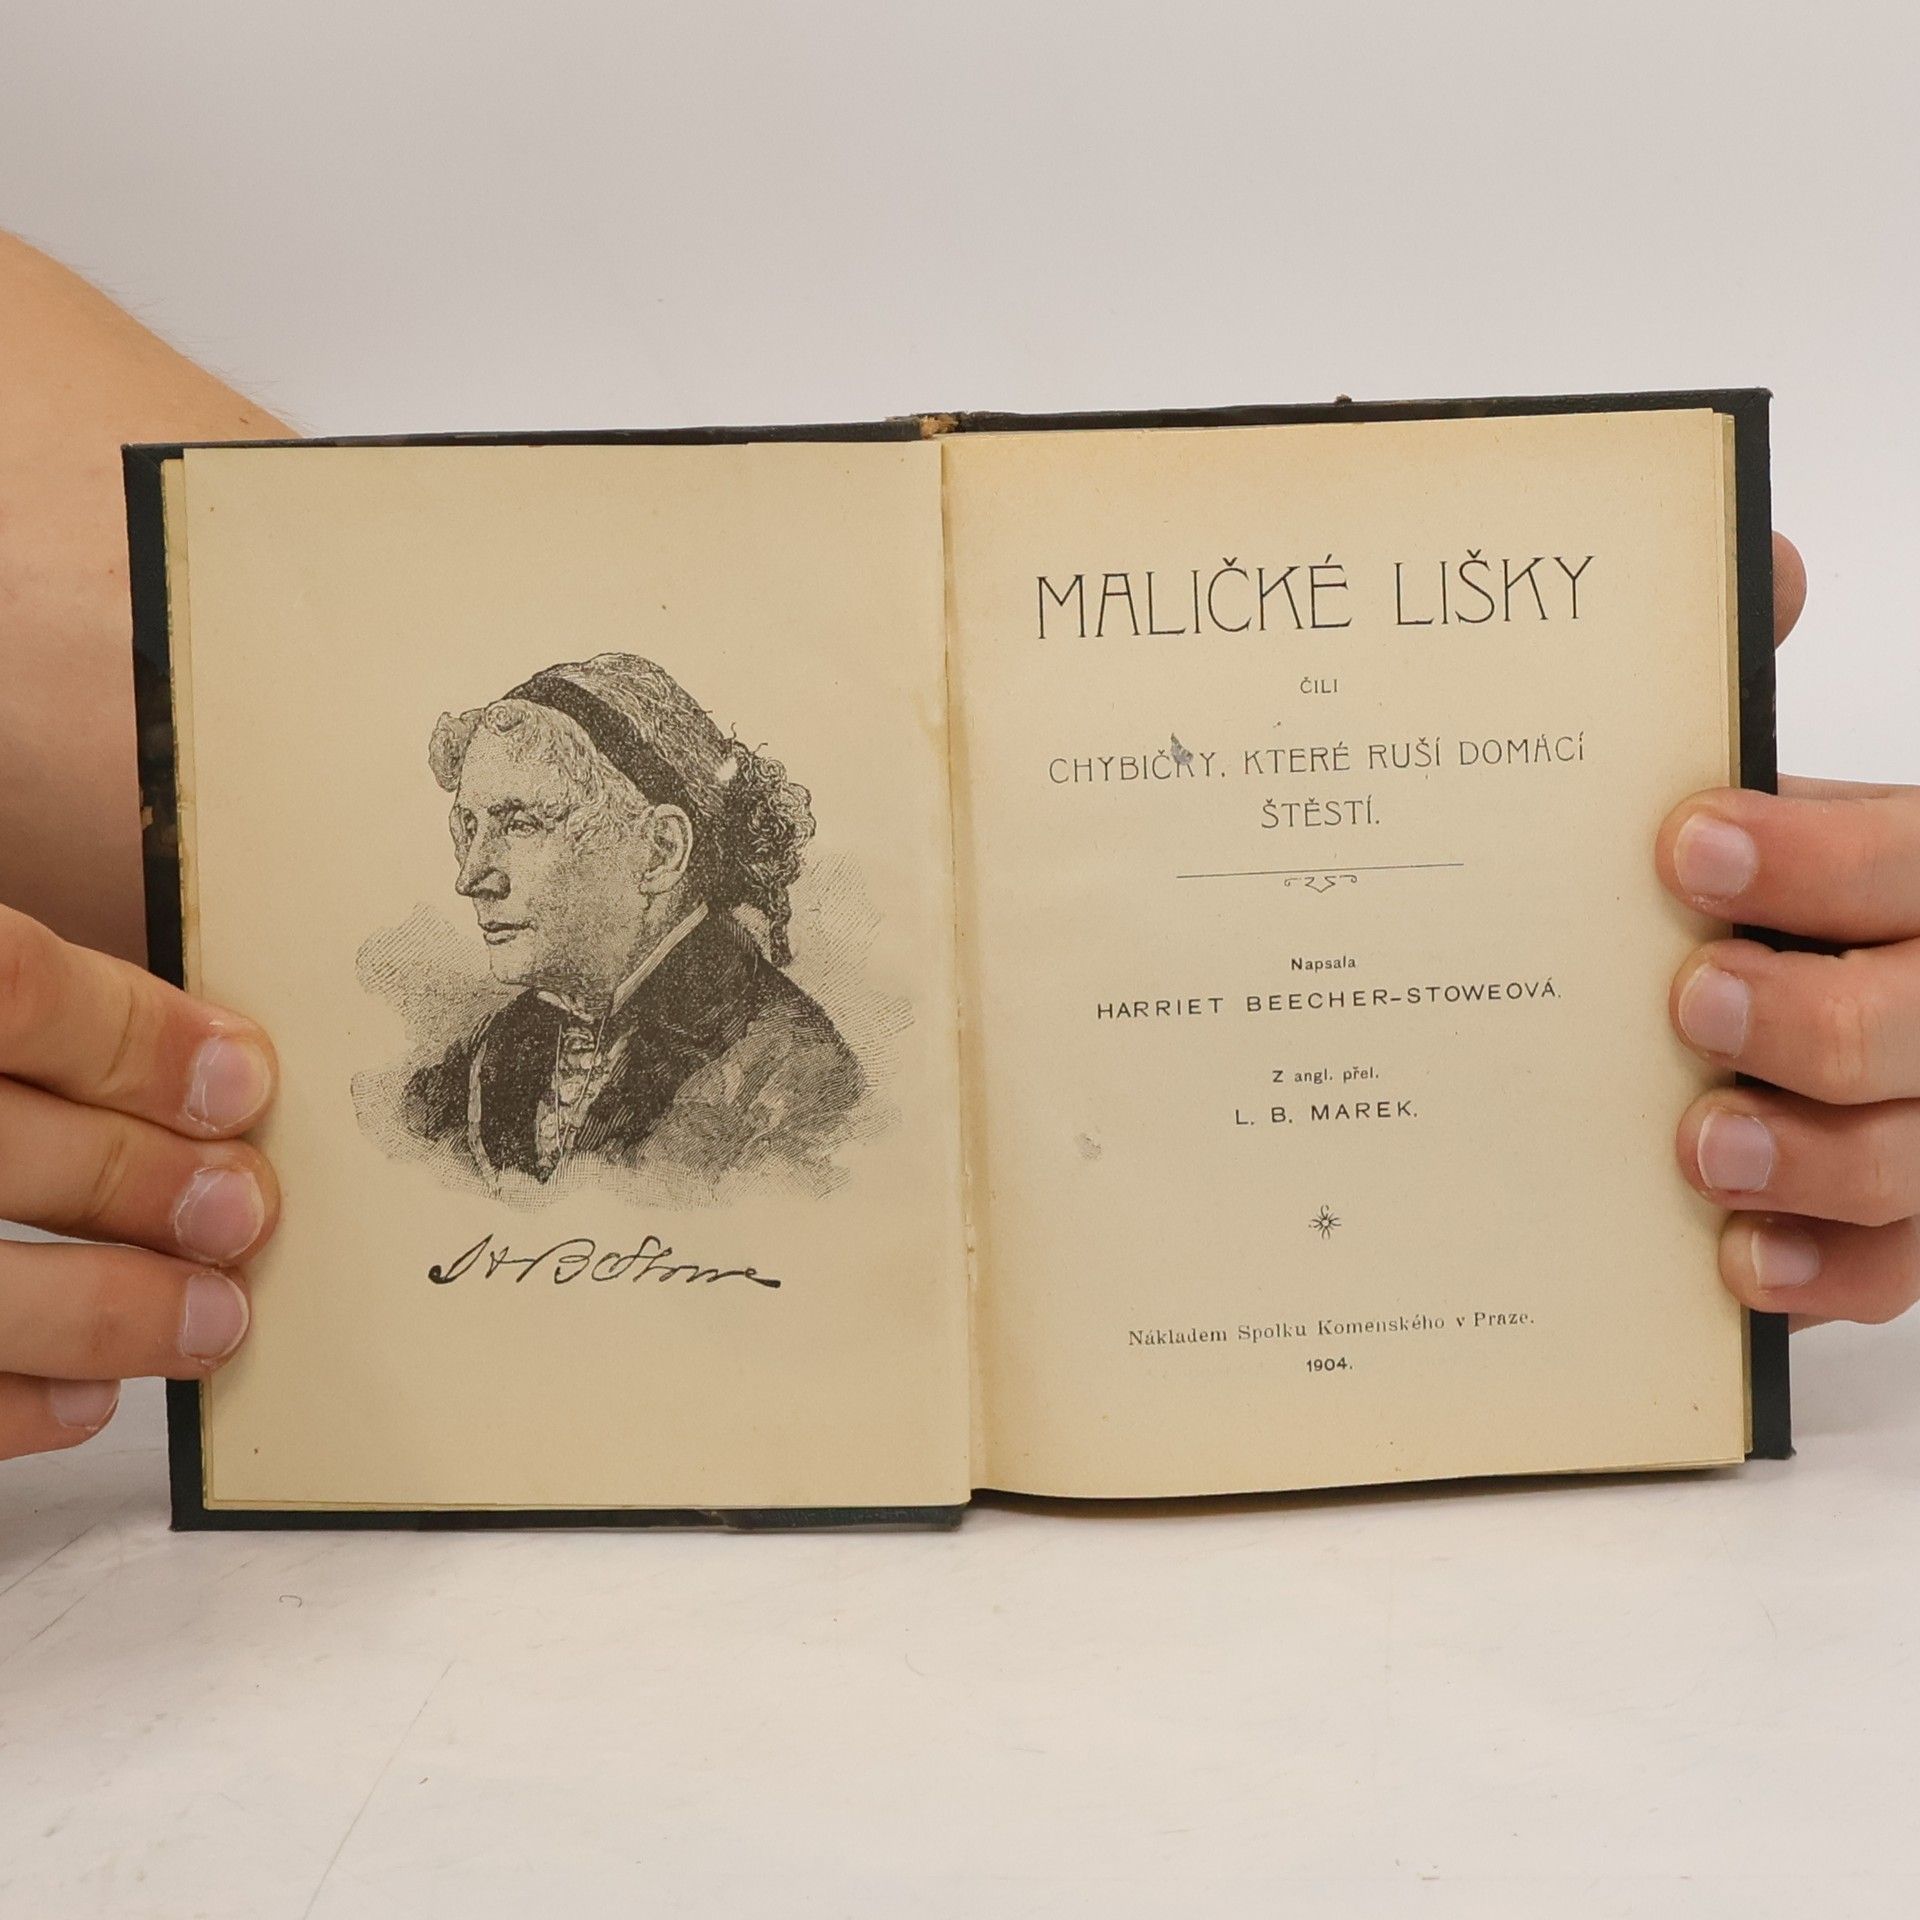 H B Stowe
MALIČKÉ LIŠKY
ČILI
CHYBIČKY, KTERÉ RUŠÍ DOMÁCÍ
ŠTĚSTÍ.
Napsala
HARRIET BEECHER-STOWEOVÁ.
Z angl. přel.
L. B. MAREK.
Nákladem Spolku Komenského v Praze.
1904.